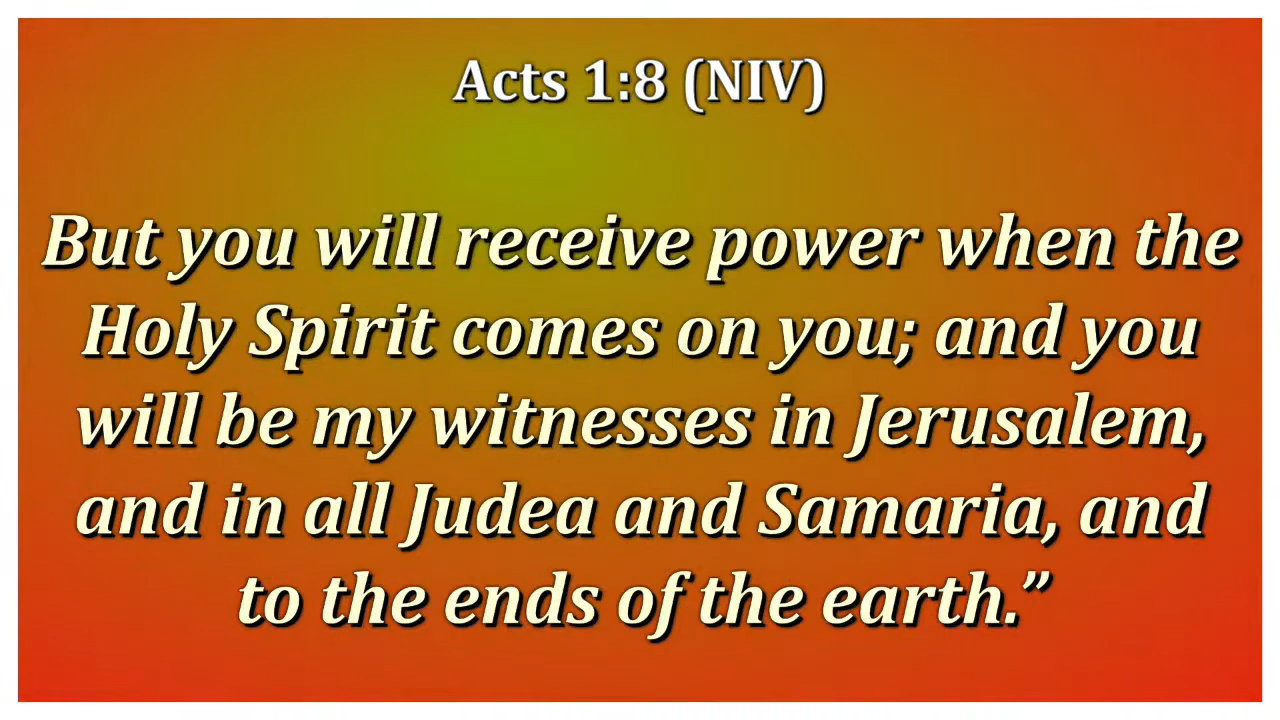 Acts 1:8 (NIV)
But you will receive power when the
Holy Spirit comes on you; and you
will be my witnesses in Jerusalem,
and in all Judea and Samaria, and
to the ends of the earth.”